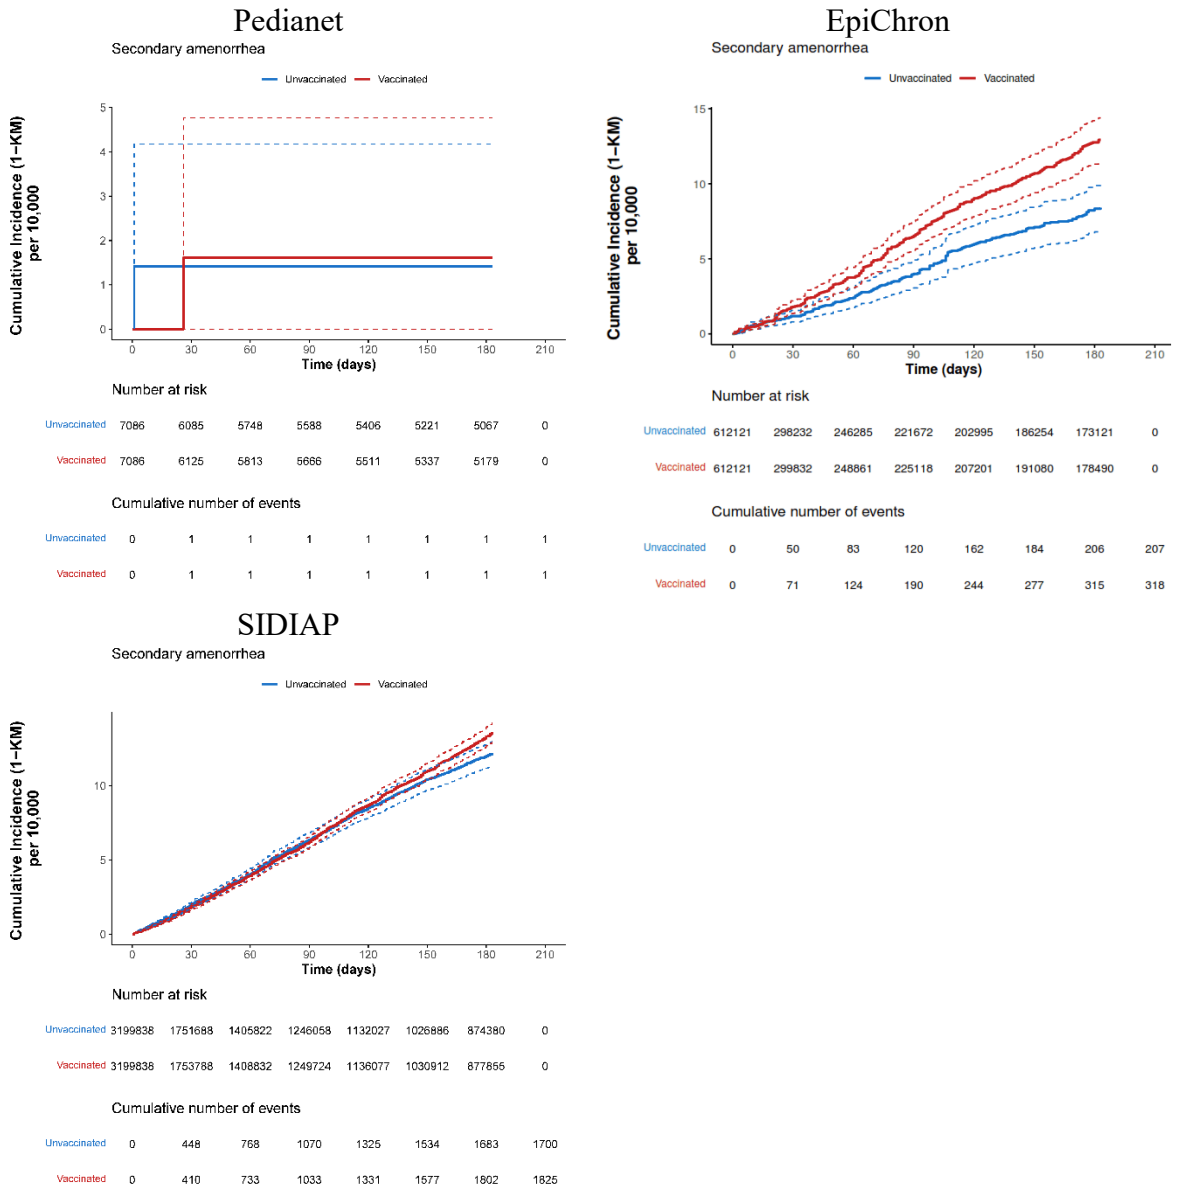 Pedianet
Secondary amenorrhea
Unvaccinated Vaccinated
Cumulative Incidence (1−KM)
per 10,000
5
4
3
2
1
0
0 30 60 90 120 150 180 210
Time (days)
Number at risk
Unvaccinated 7086 6085 5748 5588 5406 5221 5067 0
Vaccinated 7086 6125 5813 5666 5511 5337 5179 0
Cumulative number of events
Unvaccinated 0 1 1 1 1 1 1 1
Vaccinated 0 1 1 1 1 1 1 1
EpiChron
Secondary amenorrhea
Unvaccinated Vaccinated
Cumulative Incidence (1−KM)
per 10,000
15
10
5
0
0 30 60 90 120 150 180 210
Time (days)
Number at risk
Unvaccinated 612121 298232 246285 221672 202995 186254 173121 0
Vaccinated 612121 299832 248861 225118 207201 191080 178490 0
Cumulative number of events
Unvaccinated 0 50 83 120 162 184 206 207
Vaccinated 0 71 124 190 244 277 315 318
SIDIAP
Secondary amenorrhea
Unvaccinated Vaccinated
Cumulative Incidence (1−KM)
per 10,000
10
5
0
0 30 60 90 120 150 180 210
Time (days)
Number at risk
Unvaccinated 3199838 1751688 1405822 1246058 1132027 1026886 874380 0
Vaccinated 3199838 1753788 1408832 1249724 1136077 1030912 877855 0
Cumulative number of events
Unvaccinated 0 448 768 1070 1325 1534 1683 1700
Vaccinated 0 410 733 1033 1331 1577 1802 1825